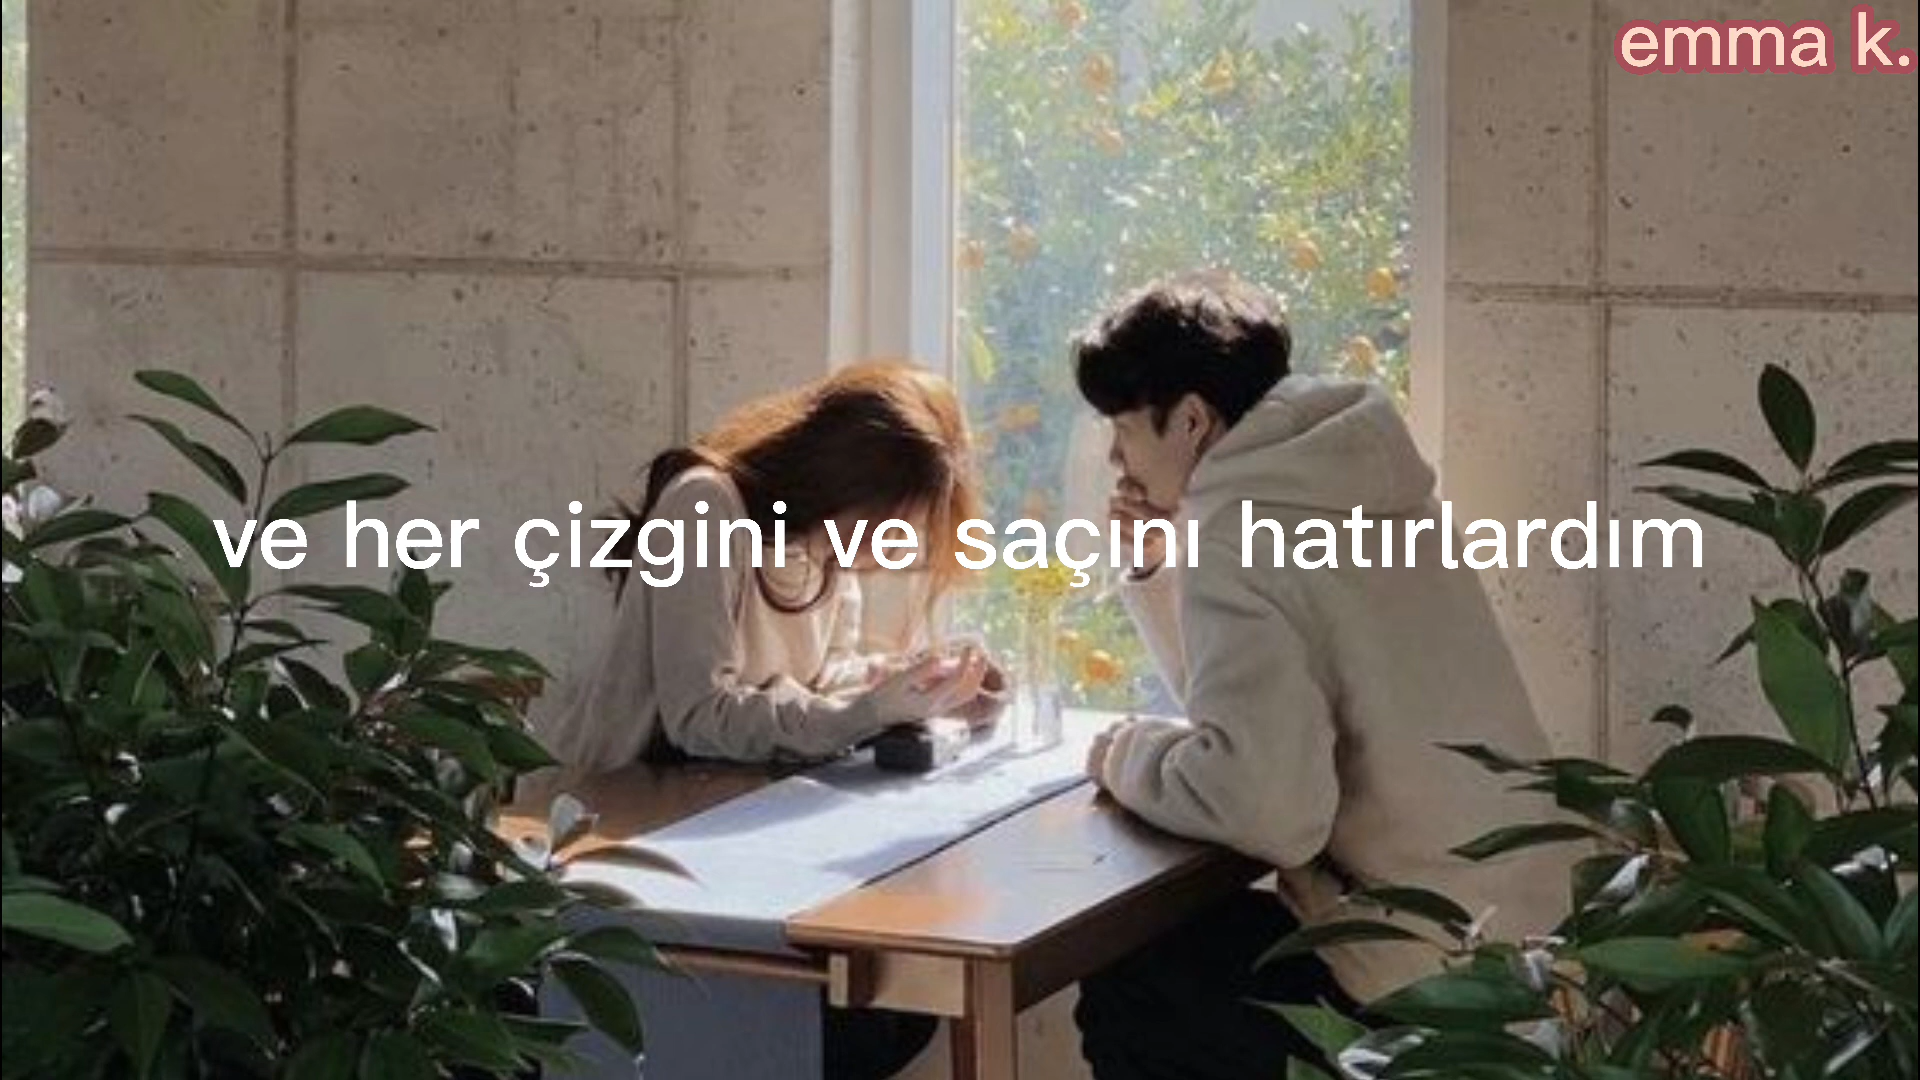 emma k.
ve her çizgini ve saçını hatırlardım